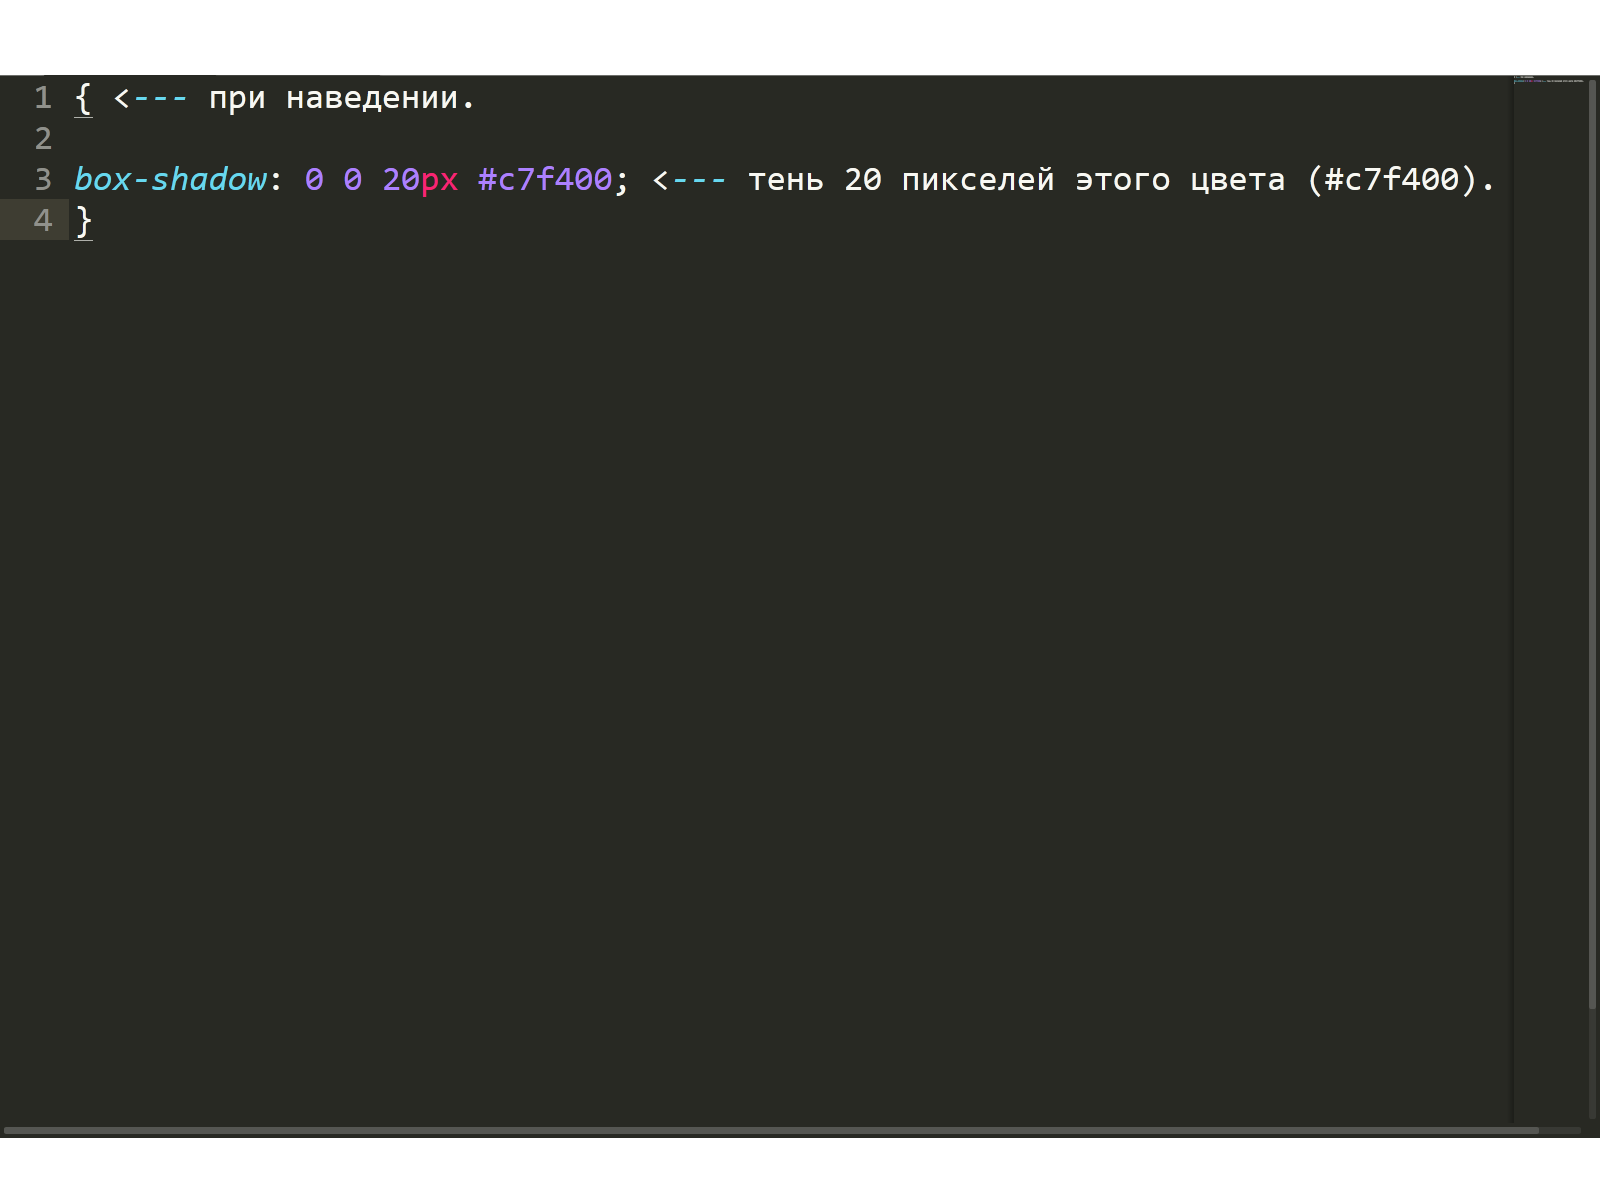 1 { <--- при наведении.
2
3 box-shadow: 0 0 20px #c7f400; <--- тень 20 пикселей этого цвета (#c7f400).
4 }